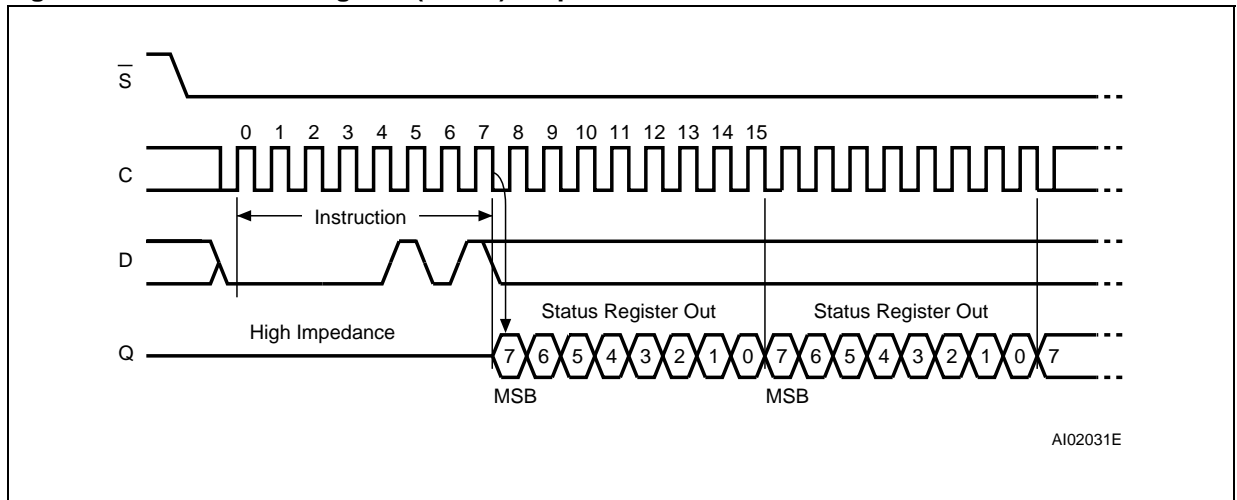 S
0 1 2 3 4 5 6 7 8 9 10 11 12 13 14 15
C
Instruction
D
Status Register Out Status Register Out
High Impedance
Q 7 6 5 4 3 2 1 0 7 6 5 4 3 2 1 0 7
MSB MSB
AI02031E